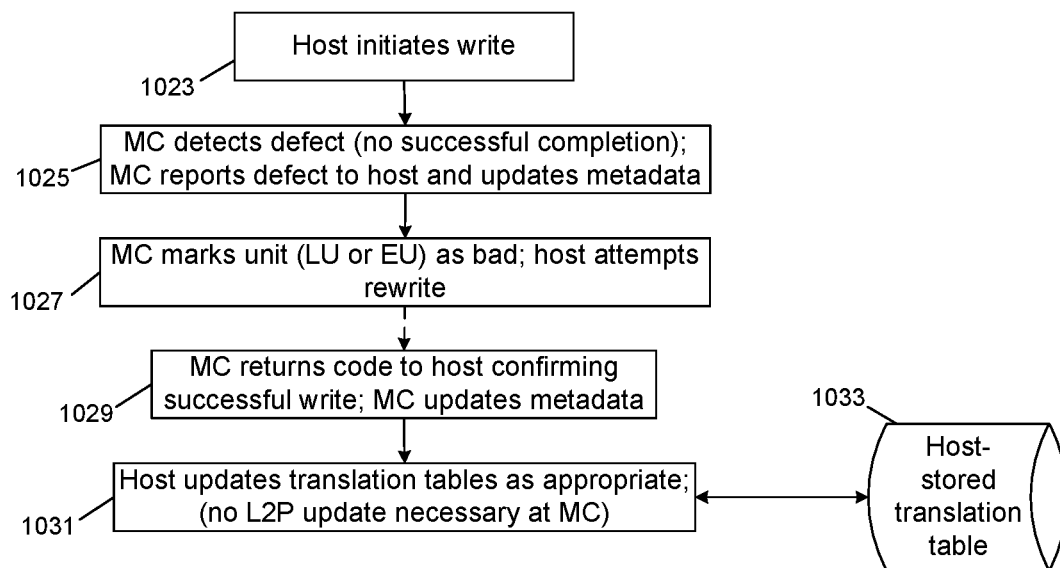 Host initiates write
1023
MC detects defect (no successful completion);
MC reports defect to host and updates metadata
1025
MC marks unit (LU or EU) as bad; host attempts
rewrite
1027
MC returns code to host confirming
successful write; MC updates metadata
1029
Host updates translation tables as appropriate;
(no L2P update necessary at MC)
1031
1033
Host-
stored
translation
table